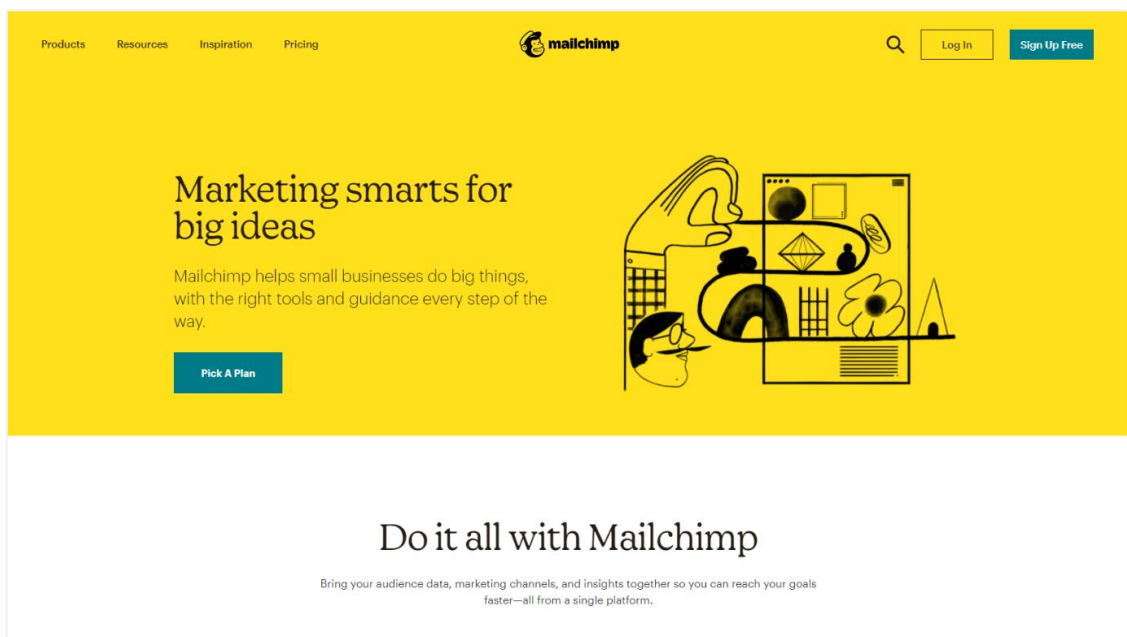 Products
Resources
Inspiration
Pricing
mailchimp
Log In
Sign Up Free
Marketing smarts for
big ideas
Mailchimp helps small businesses do big things,
with the right tools and guidance every step of the
way.
Pick A Plan
Do it all with Mailchimp
Bring your audience data, marketing channels, and insights together so you can reach your goals
faster—all from a single platform.